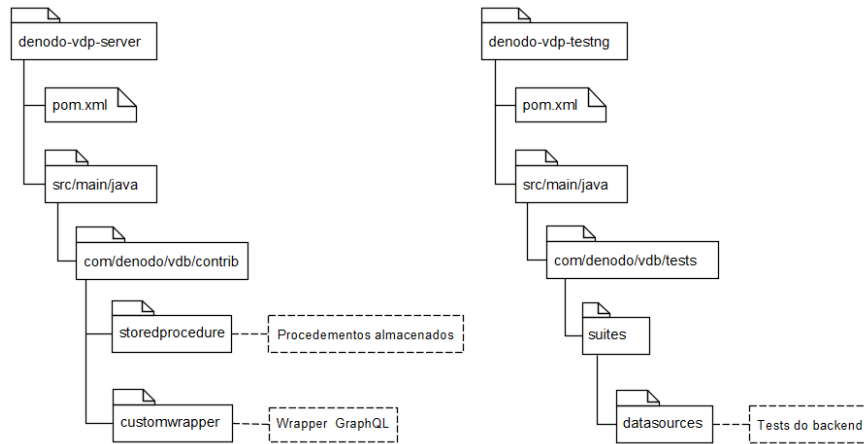 denodo-vdp-server
pom.xml
src/main/java
com/denodo/vdb/contrib
storedprocedure
Procedementos almacenados
customwrapper
Wrapper GraphQL
denodo-vdp-testng
pom.xml
src/main/java
com/denodo/vdb/tests
suites
datasources
Tests do backend